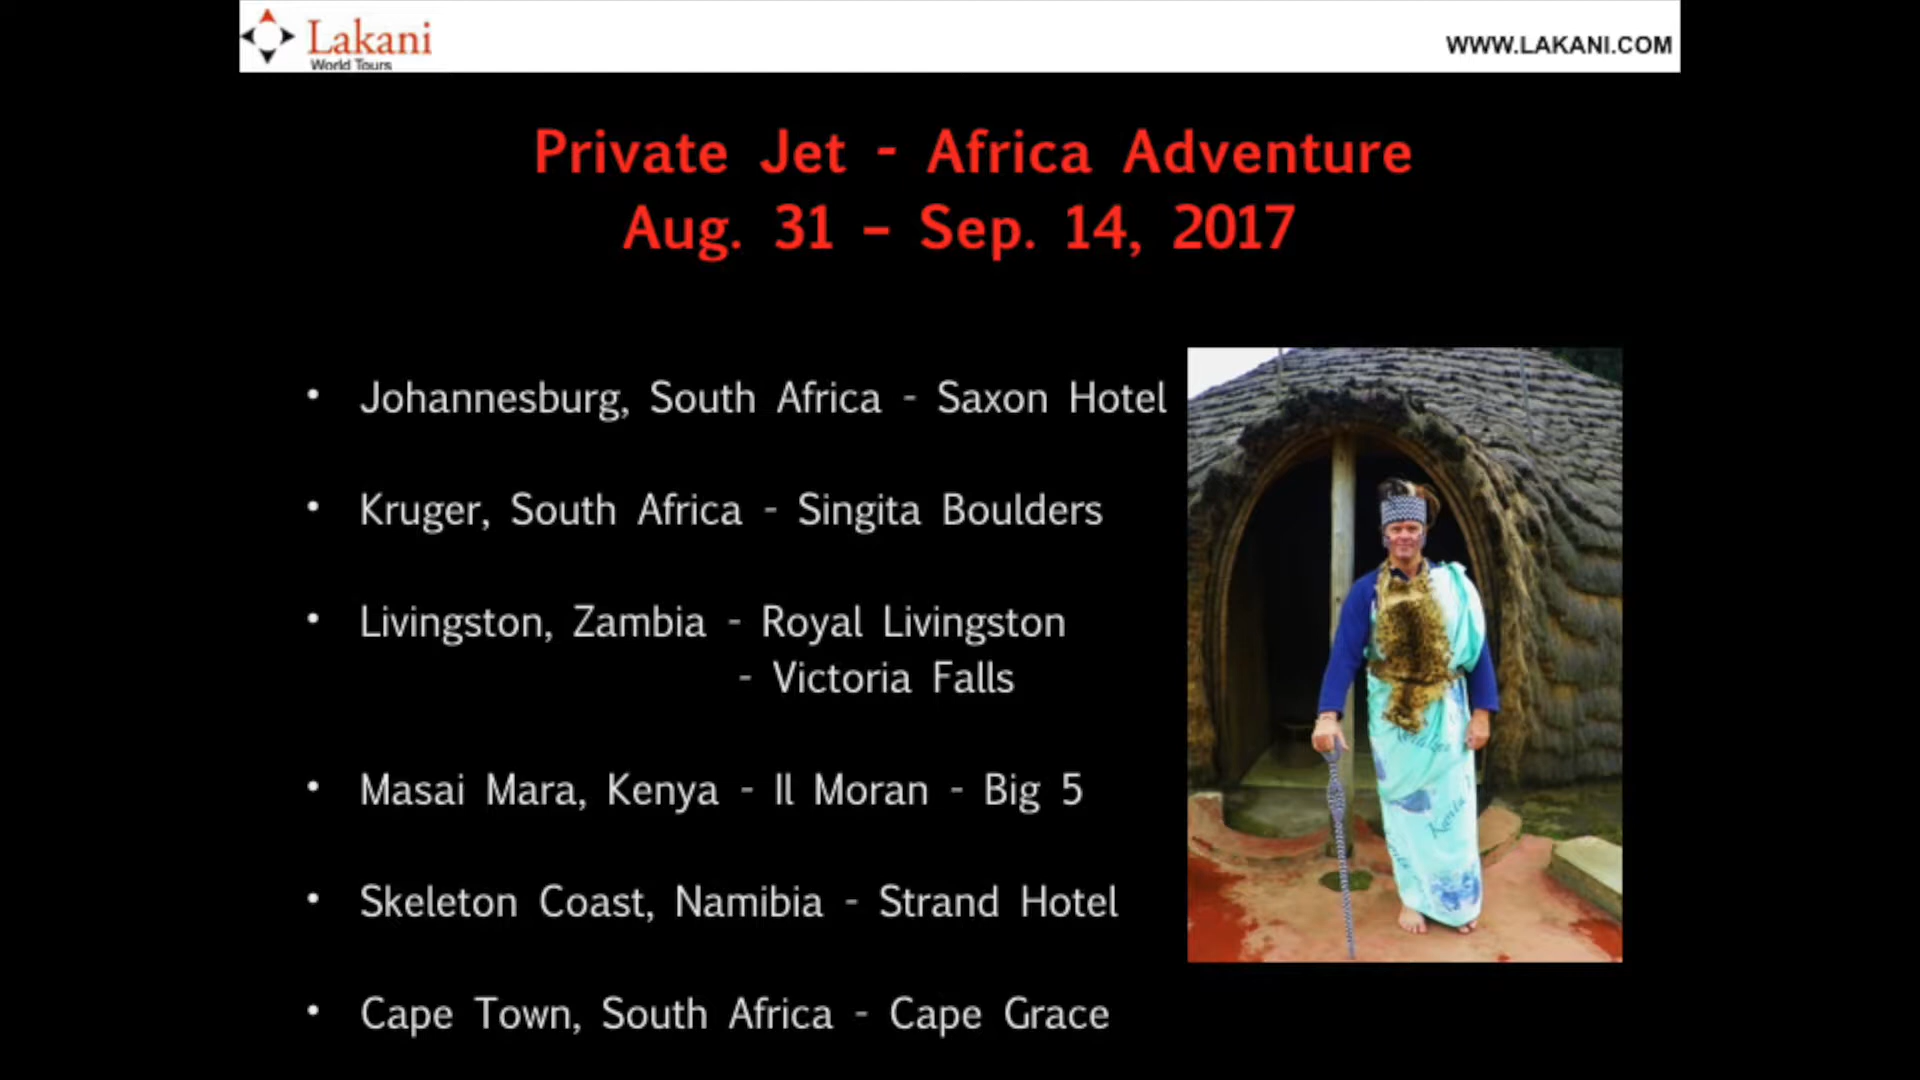 Lakani
World Tours
WWW.LAKANI.COM
Private Jet - Africa Adventure
Aug. 31 – Sep. 14, 2017
• Johannesburg, South Africa - Saxon Hotel
• Kruger, South Africa - Singita Boulders
• Livingston, Zambia - Royal Livingston
- Victoria Falls
• Masai Mara, Kenya - Il Moran - Big 5
• Skeleton Coast, Namibia - Strand Hotel
• Cape Town, South Africa - Cape Grace